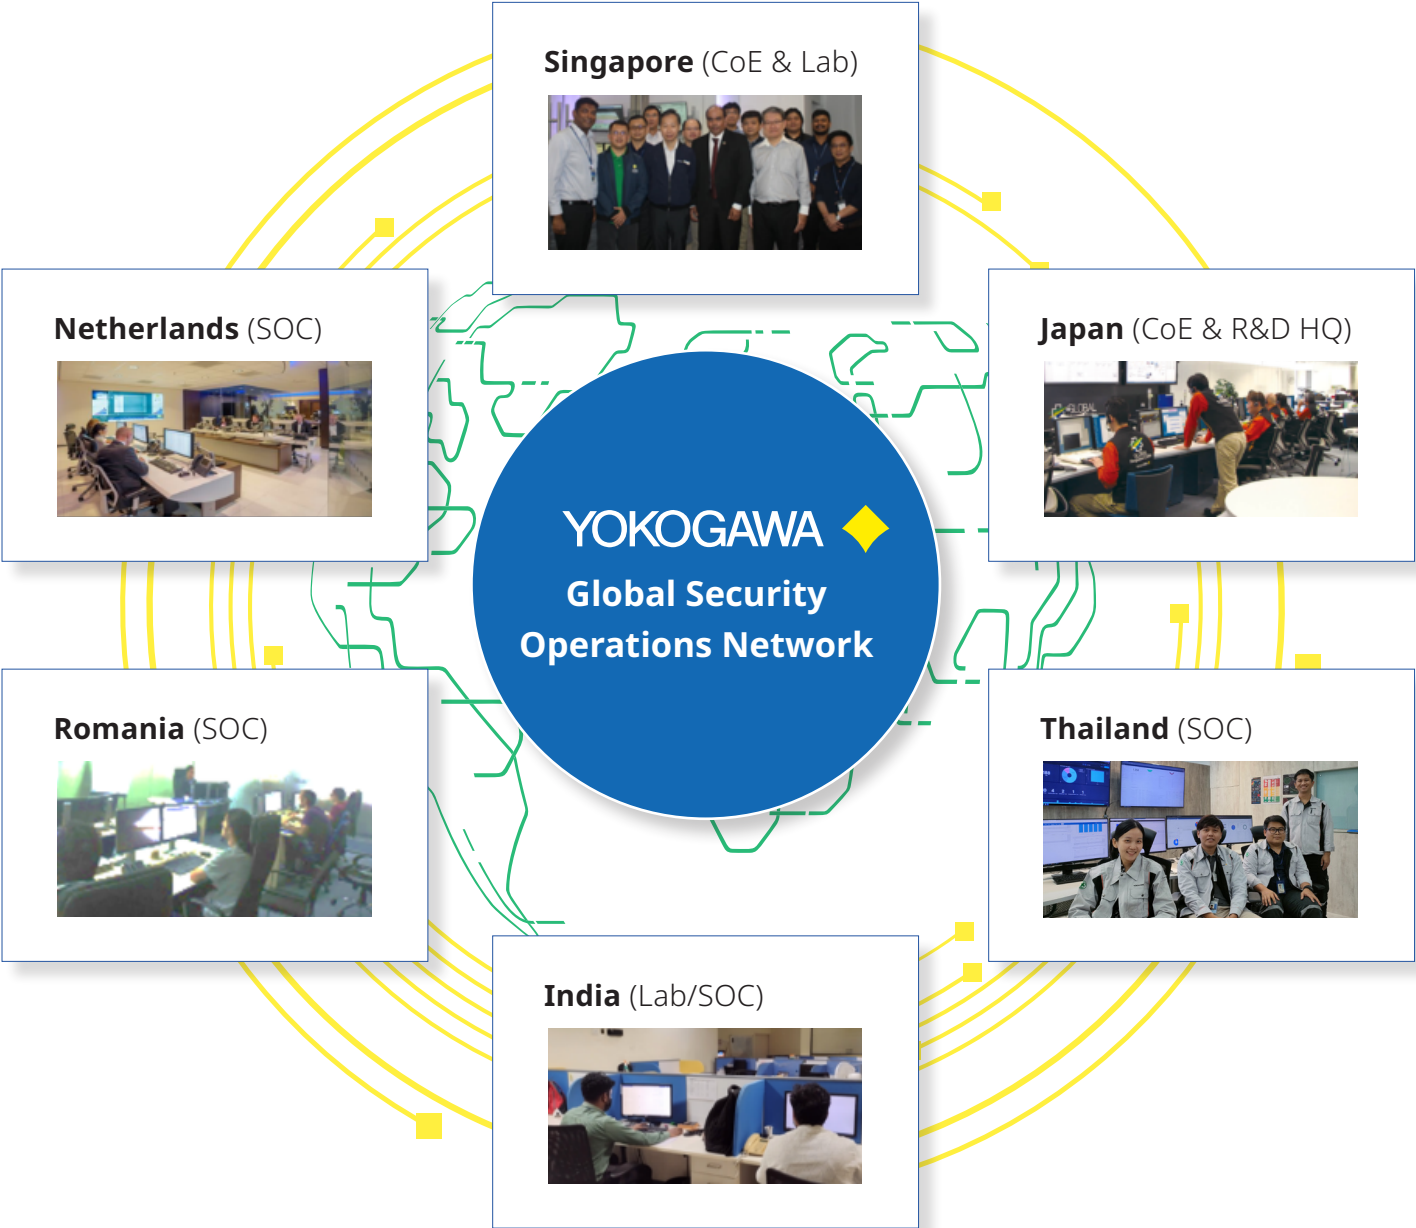 Singapore (CoE & Lab)
Netherlands (SOC)
Japan (CoE & R&D HQ)
GLOBAL
YOKOGAWA
Global Security
Operations Network
Romania (SOC)
Thailand (SOC)
India (Lab/SOC)